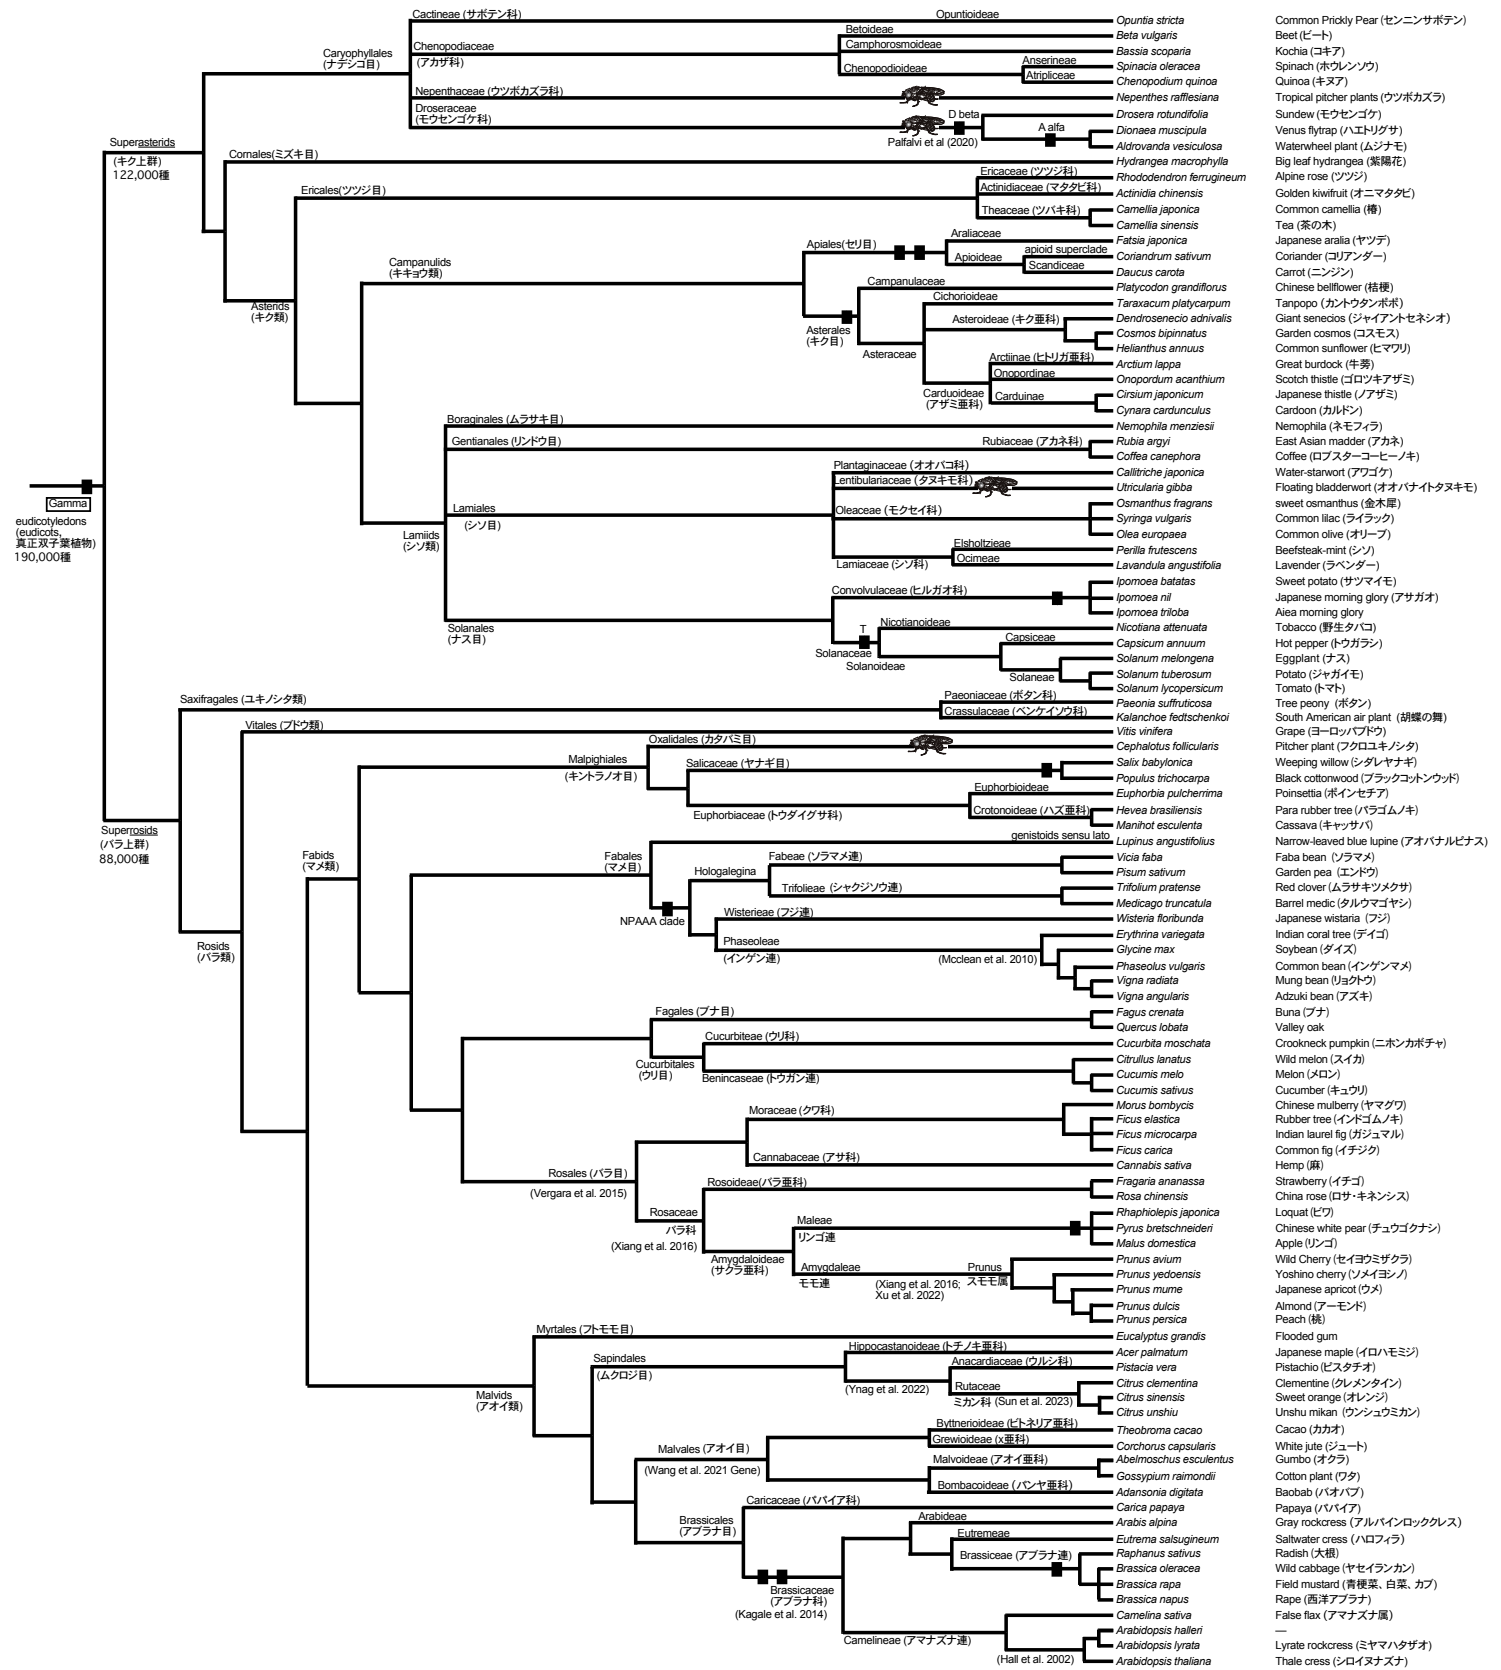 Cactineae (サボテン科)
Opuntioideae
Opuntia stricta
Common Prickly Pear (センニンサボテン)
Betoideae
Beta vulgaris
Beet (ビート)
Caryophyllales
(ナデシコ目)
Chenopodiaceae
(アカザ科)
Camphorosmoideae
Bassia scoparia
Kochia (コキア)
Chenopodioideae
Anserineae
Spinacia oleracea
Spinach (ホウレンソウ)
Atripliceae
Chenopodium quinoa
Quinoa (キヌア)
Nepenthaceae (ウツボカズラ科)
Nepenthes rafflesiana
Tropical pitcher plants (ウツボカズラ)
Droseraceae
(モウセンゴケ科)
D beta
Palfalvi et al (2020)
Drosera rotundifolia
Sundew (モウセンゴケ)
A alfa
Dionaea muscipula
Venus flytrap (ハエトリグサ)
Aldrovanda vesiculosa
Waterwheel plant (ムジナモ)
Superasterids
(キク上群)
122,000種
Cornales(ミズキ目)
Hydrangea macrophylla
Big leaf hydrangea (紫陽花)
Ericales(ツツジ目)
Ericaceae (ツツジ科)
Rhododendron ferrugineum
Alpine rose (ツツジ)
Actinidiaceae (マタタビ科)
Actinidia chinensis
Golden kiwifruit (オニマタタビ)
Theaceae (ツバキ科)
Camellia japonica
Common camellia (椿)
Camellia sinensis
Tea (茶の木)
Asterids
(キク類)
Campanulids
(キキョウ類)
Apiales(セリ目)
Araliaceae
Fatsia japonica
Japanese aralia (ヤツデ)
Apioideae
apioid superclade
Coriandrum sativum
Coriander (コリアンダー)
Scandiceae
Daucus carota
Carrot (ニンジン)
Asterales
(キク目)
Campanulaceae
Platycodon grandiflorus
Chinese bellflower (桔梗)
Asteraceae
Cichorioideae
Taraxacum platycarpum
Tanpopo (カントウタンポポ)
Asteroideae (キク亜科)
Dendrosenecio adnivalis
Giant senecios (ジャイアントセネシオ)
Cosmos bipinnatus
Garden cosmos (コスモス)
Helianthus annuus
Common sunflower (ヒマワリ)
Carduoideae
(アザミ亜科)
Arctiinae (ヒトリガ亜科)
Arctium lappa
Great burdock (牛蒡)
Onopordinae
Onopordum acanthium
Scotch thistle (ゴロツキアザミ)
Carduinae
Cirsium japonicum
Japanese thistle (ノアザミ)
Cynara cardunculus
Cardoon (カルドン)
Boraginales (ムラサキ目)
Nemophila menziesii
Nemophila (ネモフィラ)
Gentianales (リンドウ目)
Rubiaceae (アカネ科)
Rubia argyi
East Asian madder (アカネ)
Coffea canephora
Coffee (ロブスターコーヒーノキ)
Gamma
eudicotyledons
(eudicots,
真正双子葉植物)
190,000種
Lamiids
(シソ類)
Lamiales
(シソ目)
Plantaginaceae (オオバコ科)
Callitriche japonica
Water-starwort (アワゴケ)
Lentibulariaceae (タヌキモ科)
Utricularia gibba
Floating bladderwort (オオバナイトタヌキモ)
Oleaceae (モクセイ科)
Osmanthus fragrans
sweet osmanthus (金木犀)
Syringa vulgaris
Common lilac (ライラック)
Olea europaea
Common olive (オリーブ)
Lamiaceae (シソ科)
Elsholtzieae
Perilla frutescens
Beefsteak-mint (シソ)
Ocimeae
Lavandula angustifolia
Lavender (ラベンダー)
Solanales
(ナス目)
Convolvulaceae (ヒルガオ科)
Ipomoea batatas
Sweet potato (サツマイモ)
Ipomoea nil
Japanese morning glory (アサガオ)
Ipomoea triloba
Aiea morning glory
T
Solanaceae
Nicotianoideae
Nicotiana attenuata
Tobacco (野生タバコ)
Solanoideae
Capsiceae
Capsicum annuum
Hot pepper (トウガラシ)
Solaneae
Solanum melongena
Eggplant (ナス)
Solanum tuberosum
Potato (ジャガイモ)
Solanum lycopersicum
Tomato (トマト)
Saxifragales (ユキノシタ類)
Paeoniaceae (ボタン科)
Paeonia suffruticosa
Tree peony (ボタン)
Crassulaceae (ベンケイソウ科)
Kalanchoe fedtschenkoi
South American air plant (胡蝶の舞)
Vitales (ブドウ類)
Vitis vinifera
Grape (ヨーロッパブドウ)
Superrosids
(バラ上群)
88,000種
Malpighiales
(キントラノオ目)
Oxalidales (カタバミ目)
Cephalotus follicularis
Pitcher plant (フクロユキノシタ)
Salicaceae (ヤナギ目)
Salix babylonica
Weeping willow (シダレヤナギ)
Populus trichocarpa
Black cottonwood (ブラックコットンウッド)
Euphorbiaceae (トウダイグサ科)
Euphorbioideae
Euphorbia pulcherrima
Poinsettia (ポインセチア)
Crotonoideae (ハズ亜科)
Hevea brasiliensis
Para rubber tree (パラゴムノキ)
Manihot esculenta
Cassava (キャッサバ)
Rosids
(バラ類)
Fabids
(マメ類)
Fabales
(マメ目)
genistoids sensu lato
Lupinus angustifolius
Narrow-leaved blue lupine (アオバナルピナス)
NPAAA clade
Hologalegina
Fabeae (ソラマメ連)
Vicia faba
Faba bean (ソラマメ)
Pisum sativum
Garden pea (エンドウ)
Trifolieae (シャクジソウ連)
Trifolium pratense
Red clover (ムラサキツメクサ)
Medicago truncatula
Barrel medic (タルウマゴヤシ)
Wisterieae (フジ連)
Wisteria floribunda
Japanese wistaria (フジ)
Phaseoleae
(インゲン連)
(Mcclean et al. 2010)
Erythrina variegata
Indian coral tree (デイゴ)
Glycine max
Soybean (ダイズ)
Phaseolus vulgaris
Common bean (インゲンマメ)
Vigna radiata
Mung bean (リョクトウ)
Vigna angularis
Adzuki bean (アズキ)
Fagales (ブナ目)
Fagus crenata
Buna (ブナ)
Quercus lobata
Valley oak
Cucurbitales
(ウリ目)
Cucurbiteae (ウリ科)
Cucurbita moschata
Crookneck pumpkin (ニホンカボチャ)
Benincaseae (トウガン連)
Citrullus lanatus
Wild melon (スイカ)
Cucumis melo
Melon (メロン)
Cucumis sativus
Cucumber (キュウリ)
Rosales (バラ目)
(Vergara et al. 2015)
Moraceae (クワ科)
Morus bombycis
Chinese mulberry (ヤマグワ)
Ficus elastica
Rubber tree (インドゴムノキ)
Ficus microcarpa
Indian laurel fig (ガジュマル)
Ficus carica
Common fig (イチジク)
Cannabaceae (アサ科)
Cannabis sativa
Hemp (麻)
Rosaceae
バラ科
(Xiang et al. 2016)
Rosoideae(バラ亜科)
Fragaria ananassa
Strawberry (イチゴ)
Rosa chinensis
China rose (ロサ・キネンシス)
Amygdaloideae
(サクラ亜科)
Maleae
リンゴ連
Rhaphiolepis japonica
Loquat (ビワ)
Pyrus bretschneideri
Chinese white pear (チュウゴクナシ)
Malus domestica
Apple (リンゴ)
Amygdaleae
モモ連
(Xiang et al. 2016;
Xu et al. 2022)
Prunus
スモモ属
Prunus avium
Wild Cherry (セイヨウミザクラ)
Prunus yedoensis
Yoshino cherry (ソメイヨシノ)
Prunus mume
Japanese apricot (ウメ)
Prunus dulcis
Almond (アーモンド)
Prunus persica
Peach (桃)
Malvids
(アオイ類)
Myrtales (フトモモ目)
Eucalyptus grandis
Flooded gum
Sapindales
(ムクロジ目)
Hippocastanoideae (トチノキ亜科)
Acer palmatum
Japanese maple (イロハモミジ)
(Ynag et al. 2022)
Anacardiaceae (ウルシ科)
Pistacia vera
Pistachio (ピスタチオ)
Rutaceae
ミカン科 (Sun et al. 2023)
Citrus clementina
Clementine (クレメンタイン)
Citrus sinensis
Sweet orange (オレンジ)
Citrus unshiu
Unshu mikan (ウンシュウミカン)
Malvales (アオイ目)
(Wang et al. 2021 Gene)
Byttnerioideae (ビトネリア亜科)
Theobroma cacao
Cacao (カカオ)
Grewioideae (x亜科)
Corchorus capsularis
White jute (ジュート)
Malvoideae (アオイ亜科)
Abelmoschus esculentus
Gumbo (オクラ)
Gossypium raimondii
Cotton plant (ワタ)
Bombacoideae (パンヤ亜科)
Adansonia digitata
Baobab (バオバブ)
Brassicales
(アブラナ目)
Caricaceae (パパイア科)
Carica papaya
Papaya (パパイア)
Brassicaceae
(アブラナ科)
(Kagale et al. 2014)
Arabideae
Arabis alpina
Gray rockcress (アルパインロッククレス)
Eutremeae
Eutrema salsugineum
Saltwater cress (ハロフィラ)
Brassiceae (アブラナ連)
Raphanus sativus
Radish (大根)
Brassica oleracea
Wild cabbage (ヤセイランカン)
Brassica rapa
Field mustard (青梗菜、白菜、カブ)
Brassica napus
Rape (西洋アブラナ)
Camelineae (アマナズナ連)
Camelina sativa
False flax (アマナズナ属)
(Hall et al. 2002)
Arabidopsis halleri
—
Arabidopsis lyrata
Lyrate rockcress (ミヤマハタザオ)
Arabidopsis thaliana
Thale cress (シロイヌナズナ)